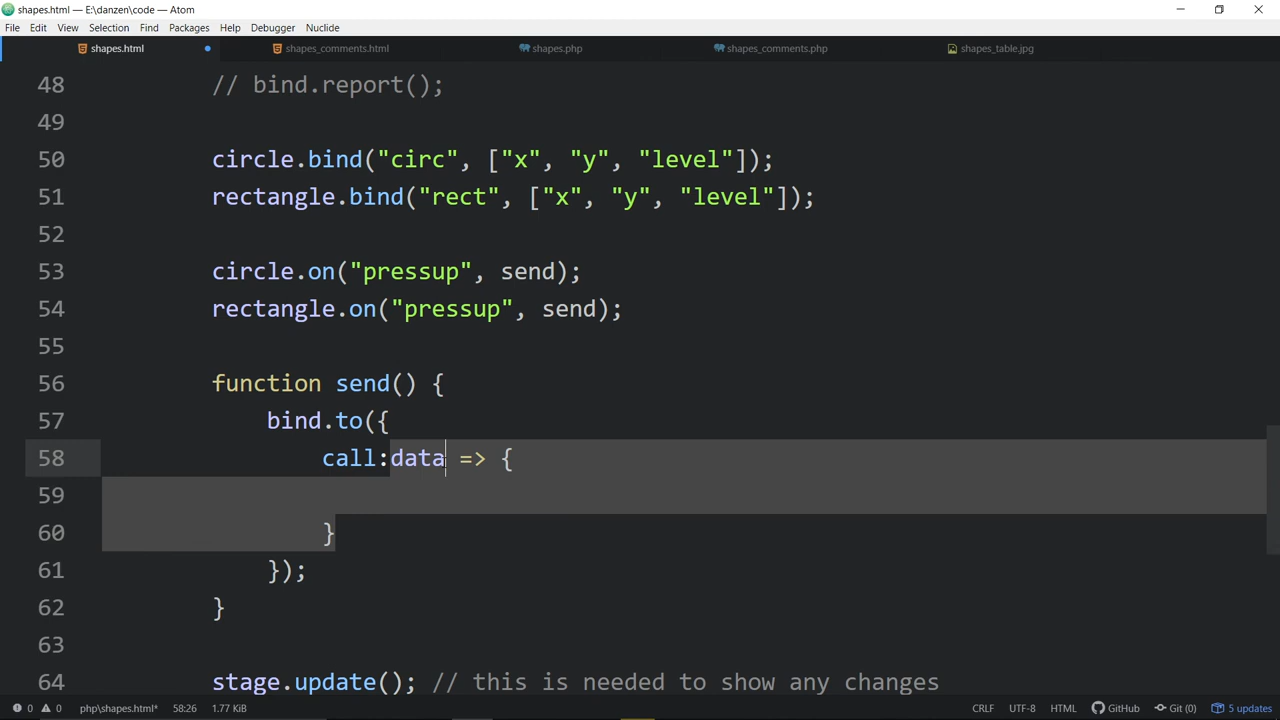 shapes.html — E:\danzen\code — Atom
File Edit View Selection Find Packages Help Debugger Nuclide
shapes.html shapes_comments.html shapes.php shapes_comments.php shapes_table.jpg
48 // bind.report();
49
50 circle.bind("circ", ["x", "y", "level"]);
51 rectangle.bind("rect", ["x", "y", "level"]);
52
53 circle.on("pressup", send);
54 rectangle.on("pressup", send);
55
56 function send() {
57 bind.to({
58 call:data => {
59
60 }
61 });
62 }
63
64 stage.update(); // this is needed to show any changes
0 0 php\shapes.html* 58:26 1.77 KiB CRLF UTF-8 HTML GitHub Git (0) 5 updates